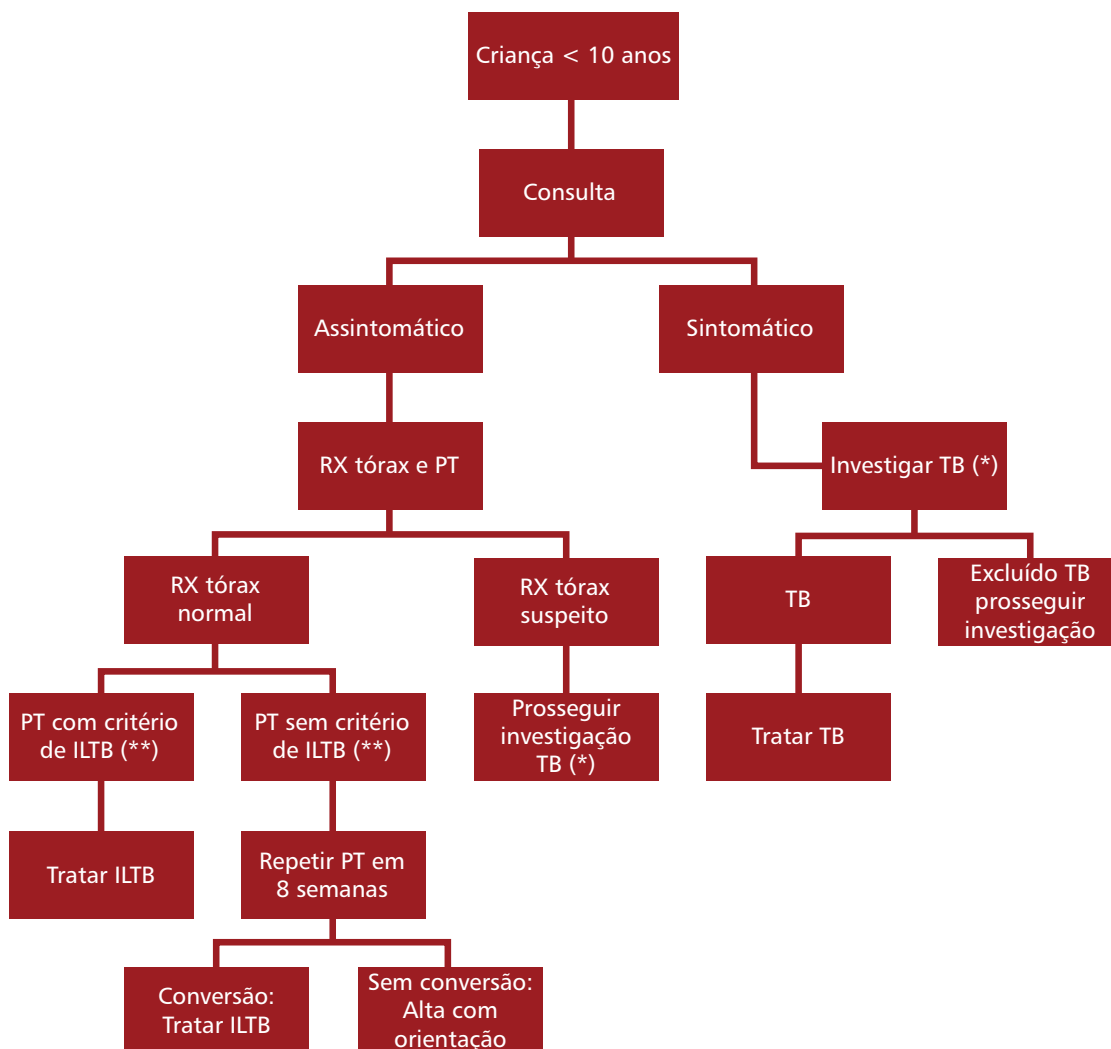 Criança < 10 anos
Consulta
Assintomático
Sintomático
RX tórax e PT
Investigar TB (*)
RX tórax
normal
RX tórax
suspeito
TB
Excluído TB
prosseguir
investigação
PT com critério
de ILTB (**)
PT sem critério
de ILTB (**)
Prosseguir
investigação
TB (*)
Tratar TB
Tratar ILTB
Repetir PT em
8 semanas
Conversão:
Tratar ILTB
Sem conversão:
Alta com
orientação